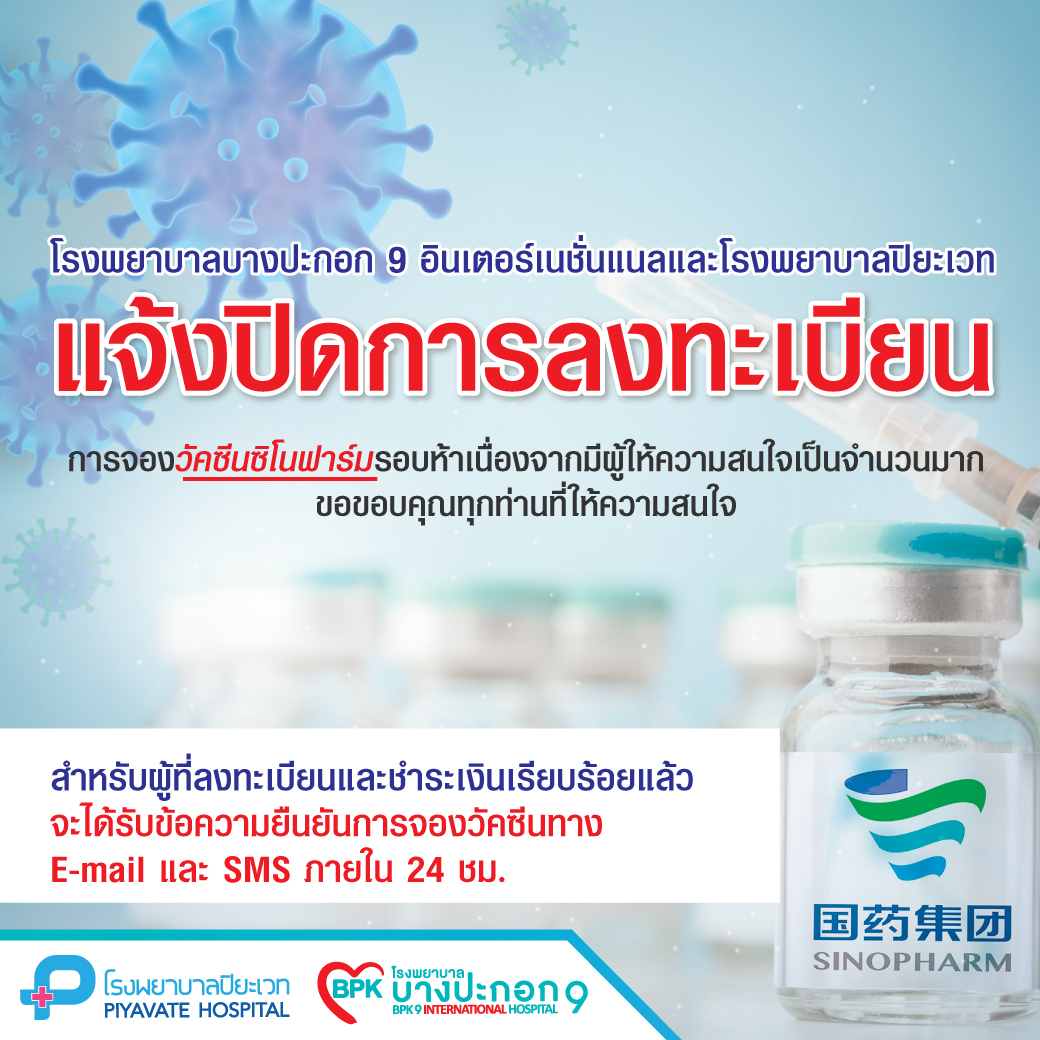 โรงพยาบาลบางปะกอก 9 อินเตอร์เนชั่นแนลและโรงพยาบาลปิยะเวท
แจ้งปิดการลงทะเบียน
การจองวัคซีนซิโนฟาร์มรอบห้าเนื่องจากมีผู้ให้ความสนใจเป็นจำนวนมาก
ขอขอบคุณทุกท่านที่ให้ความสนใจ
สำหรับผู้ที่ลงทะเบียนและชำระเงินเรียบร้อยแล้ว
จะได้รับข้อความยืนยันการจองวัคซีนทาง
E-mail และ SMS ภายใน 24 ชม.
国药集团
SINOPHARM
โรงพยาบาลปิยะเวท
PIYAVATE HOSPITAL
BPK
โรงพยาบาล
บางปะกอก 9
BPK 9 INTERNATIONAL HOSPITAL